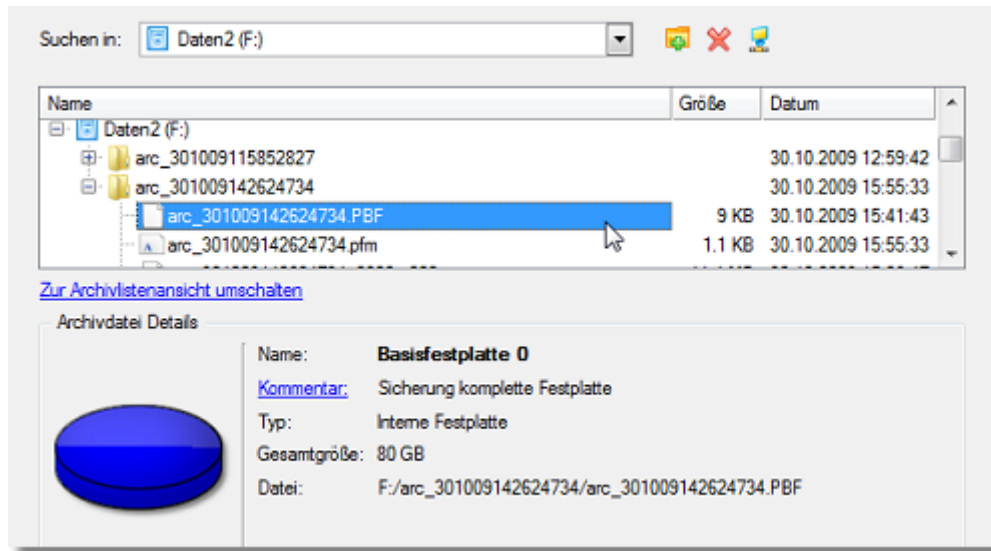 Suchen in: Daten2 (F:)
Name Größe Datum
Daten2 (F:)
arc_301009115852827 30.10.2009 12:59:42
arc_301009142624734 30.10.2009 15:55:33
arc_301009142624734.PBF 9 KB 30.10.2009 15:41:43
arc_301009142624734.pfm 1.1 KB 30.10.2009 15:55:33
Zur Archivlistenansicht umschalten
Archivdatei Details
Name: Basisfestplatte 0
Kommentar: Sicherung komplette Festplatte
Typ: Interne Festplatte
Gesamtgröße: 80 GB
Datei: F:/arc_301009142624734/arc_301009142624734.PBF